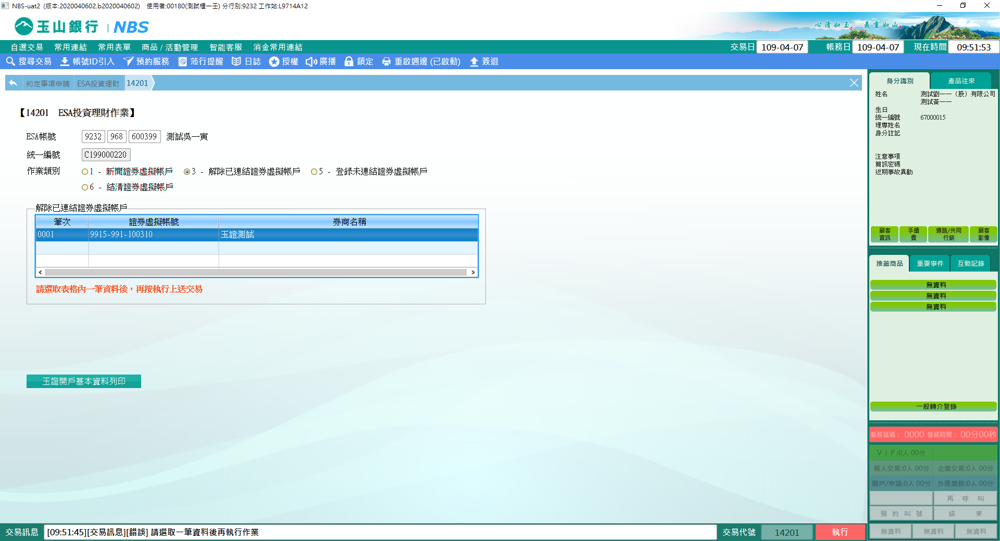 NBS-uat2 (版本:2020040602.b2020040602) 使用者:00180(測試櫃一王) 分行別:9232 工作站:L9714A12
玉山銀行 | NBS
心清如玉。義重如山。
自選交易 常用連結 常用表單 商品 / 活動管理 智能客服 消金常用連結 交易日 109-04-07 帳務日 109-04-07 現在時間 09:51:53
搜尋交易 帳號ID引入 預約服務 蒞行提醒 日誌 授權 廣播 鎖定 重啟週邊 (已啟動) 簽退
約定事項申請 ESA投資理財 14201
【14201 ESA投資理財作業】
ESA帳號 9232 968 600399 測試吳一寅
統一編號 C199000220
作業類別 1 - 新開證券虛擬帳戶 3 - 解除已連結證券虛擬帳戶 5 - 登錄未連結證券虛擬帳戶
6 - 結清證券虛擬帳戶
解除已連結證券虛擬帳戶
筆次 證券虛擬帳號 券商名稱
0001 9915-991-100310 玉證測試
請選取表格內一筆資料後，再按執行上送交易
玉證開戶基本資料列印
身分識別 產品往來
姓名 測試劉一一（股）有限公司
測試黃一一
生日
統一編號 67000015
理專姓名
身分註記
注意事項
簡訊密碼
近期事故異動
顧客資訊 手續費 通路/共同行銷 顧客影像
推薦商品 重要事件 互動記錄
無資料
無資料
無資料
一般轉介登錄
服務號碼： 0000 等候時間： 00分00秒
ＶＩＰ:0人 00分
個人交易:0人 00分 企業交易:0人 00分
開戶/申請:0人 00分 外匯業務:0人 00分
再 呼 叫
預 約 叫 號 結 束
無資料 無資料 無資料
交易訊息 [09:51:45][交易訊息][錯誤] 請選取一筆資料後再執行作業 交易代號 14201 執行